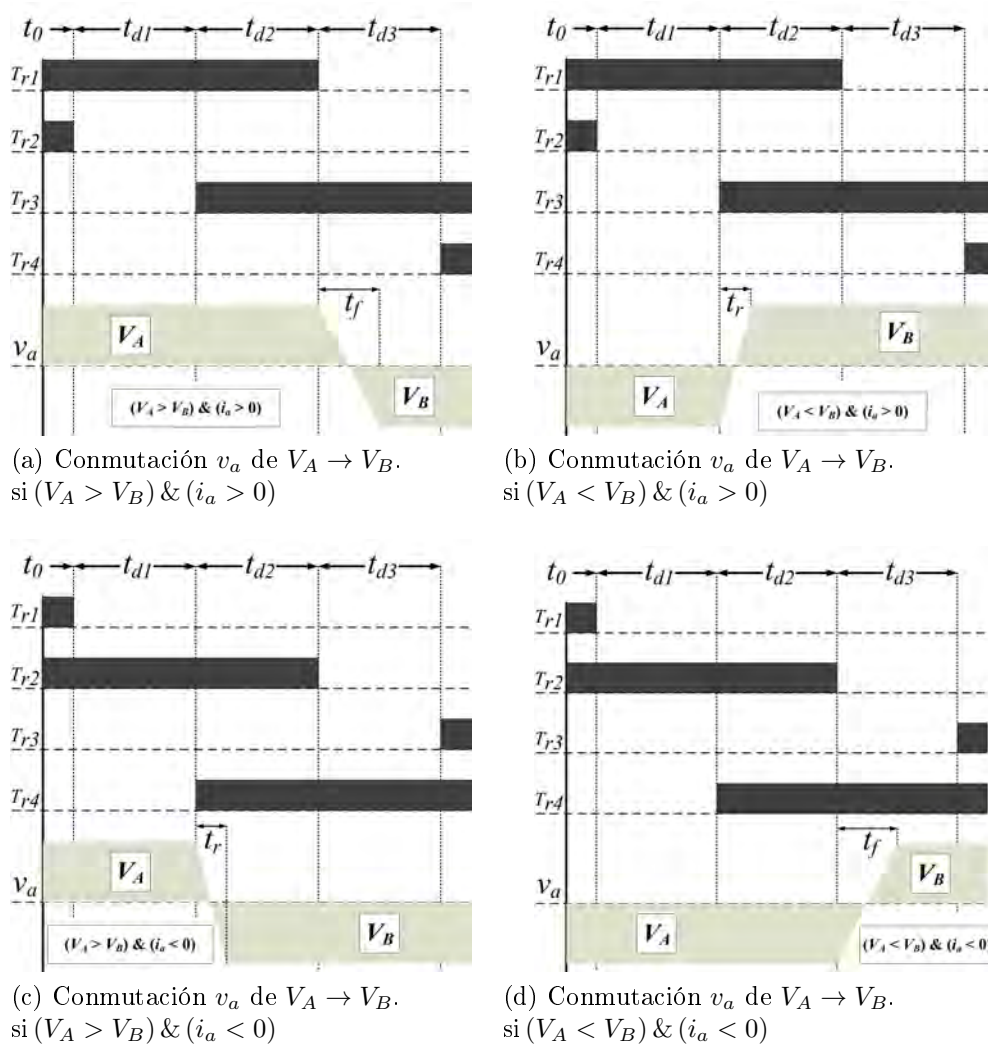 t0 td1 td2 td3
Tr1
Tr2
Tr3
Tr4
tf
VA
va
VB
(VA > VB) & (ia > 0)
(a) Conmutación va de VA → VB.
si (VA > VB) & (ia > 0)
t0 td1 td2 td3
Tr1
Tr2
Tr3
Tr4
tr
VB
va
VA
(VA < VB) & (ia > 0)
(b) Conmutación va de VA → VB.
si (VA < VB) & (ia > 0)
t0 td1 td2 td3
Tr1
Tr2
Tr3
Tr4
tr
VA
va
VB
(VA > VB) & (ia < 0)
(c) Conmutación va de VA → VB.
si (VA > VB) & (ia < 0)
t0 td1 td2 td3
Tr1
Tr2
Tr3
Tr4
tf
VB
va
VA
(VA < VB) & (ia < 0)
(d) Conmutación va de VA → VB.
si (VA < VB) & (ia < 0)